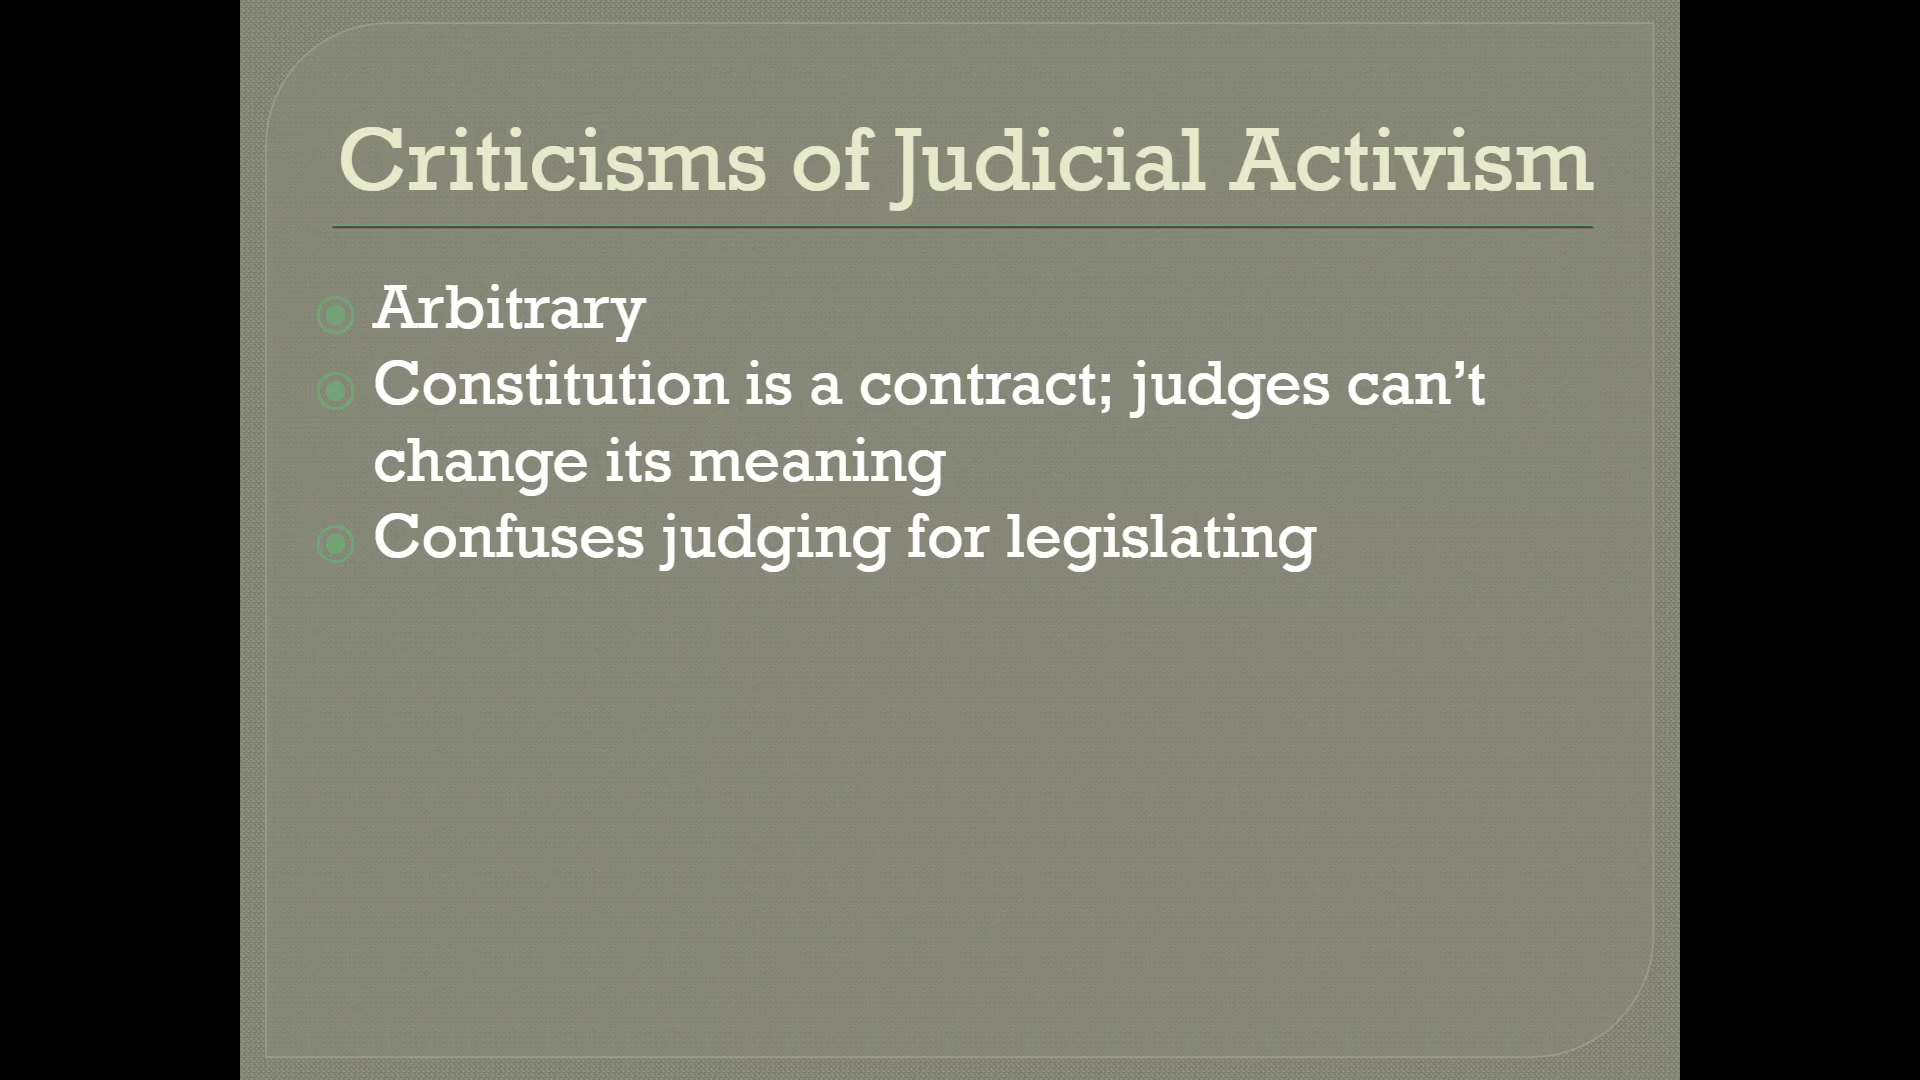 Criticisms of Judicial Activism
Arbitrary
Constitution is a contract; judges can’t
change its meaning
Confuses judging for legislating